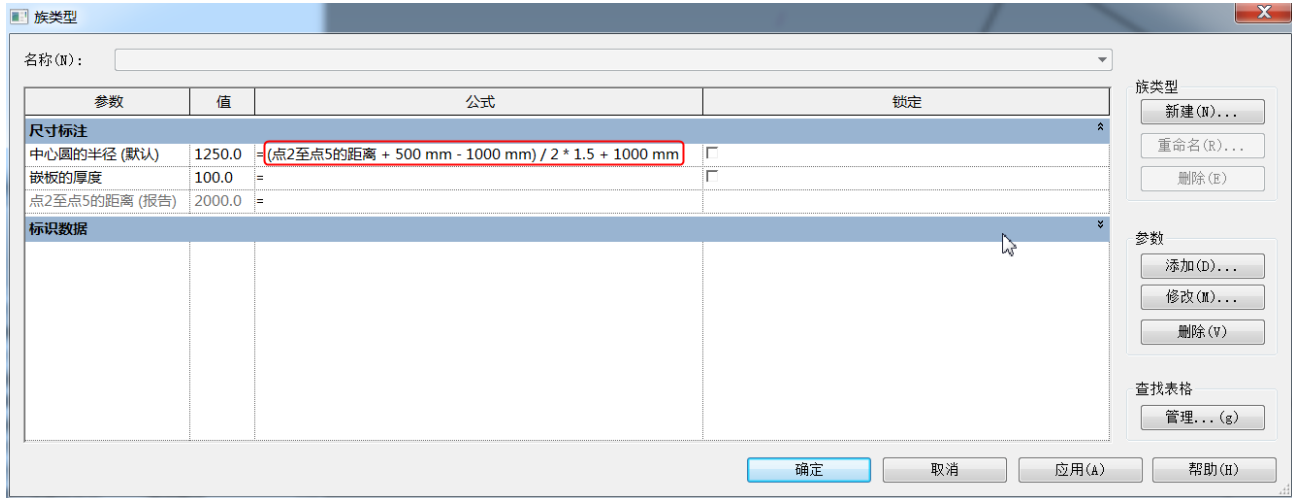 族类型
名称(N):
参数 值 公式 锁定
尺寸标注
中心圆的半径 (默认) 1250.0 =(点2至点5的距离 + 500 mm - 1000 mm) / 2 * 1.5 + 1000 mm
嵌板的厚度 100.0 =
点2至点5的距离 (报告) 2000.0 =
标识数据
族类型
新建(N)...
重命名(R)...
删除(E)
参数
添加(D)...
修改(M)...
删除(V)
查找表格
管理...(g)
确定 取消 应用(A) 帮助(H)